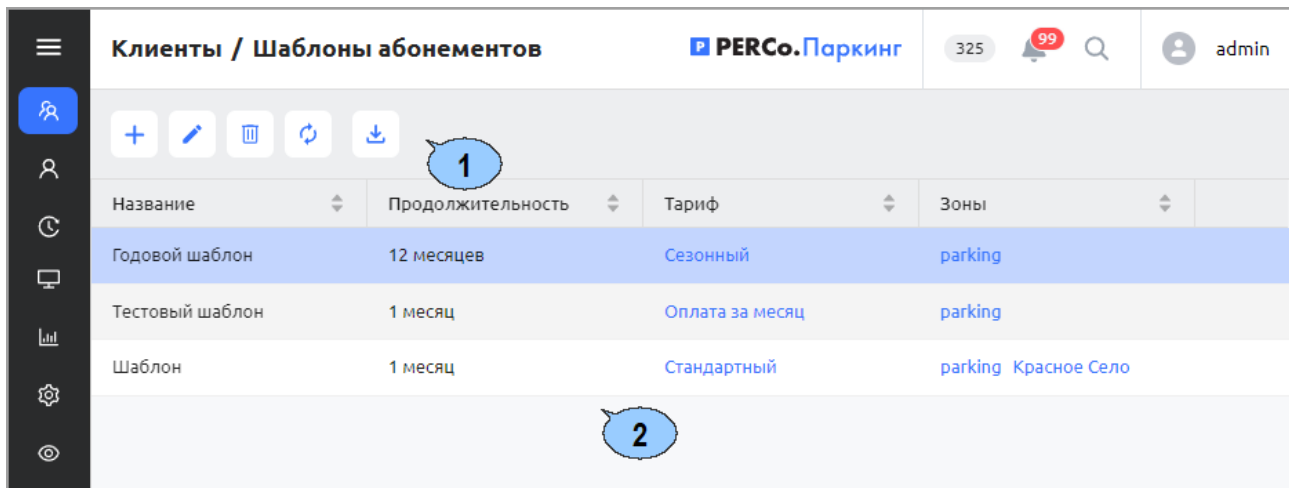 Клиенты / Шаблоны абонементов P PERCo.Паркинг 325 99 admin
1
Название Продолжительность Тариф Зоны
Годовой шаблон 12 месяцев Сезонный parking
Тестовый шаблон 1 месяц Оплата за месяц parking
Шаблон 1 месяц Стандартный parking Красное Село
2